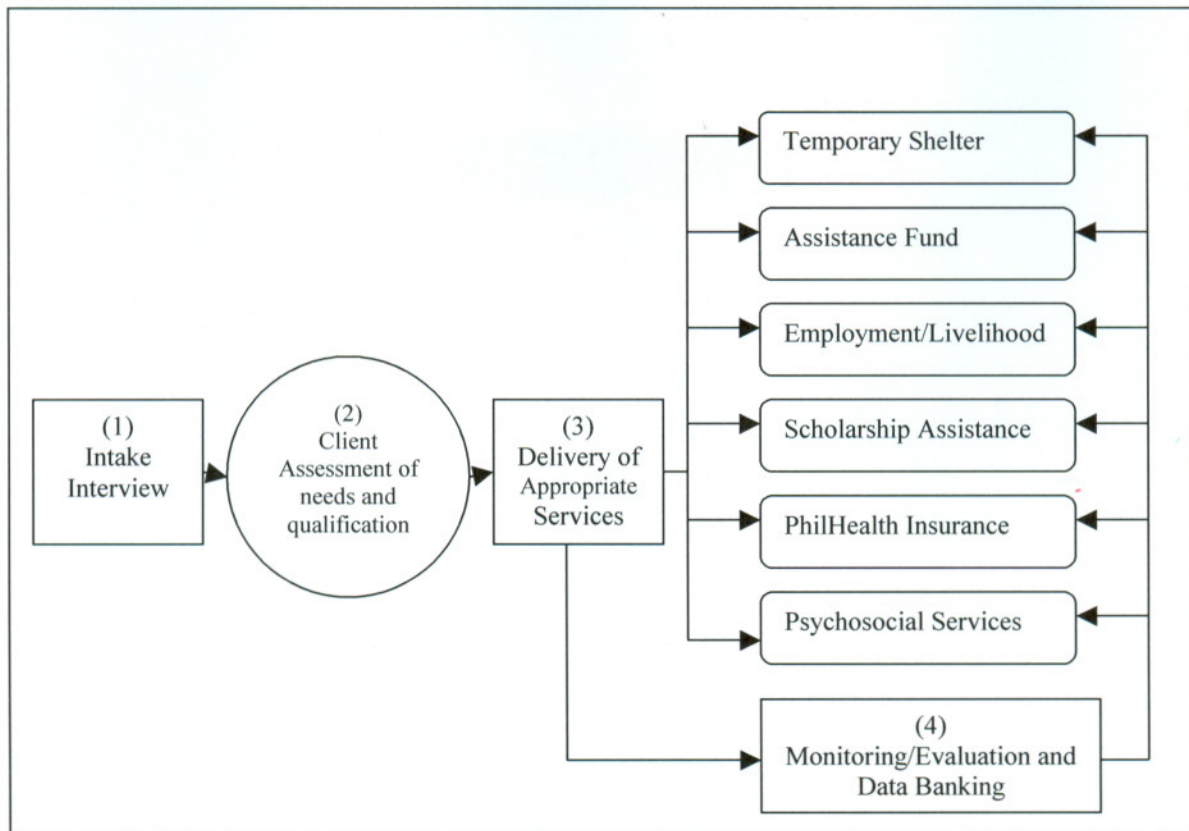 (1)
Intake
Interview
(2)
Client
Assessment of
needs and
qualification
(3)
Delivery of
Appropriate
Services
Temporary Shelter
Assistance Fund
Employment/Livelihood
Scholarship Assistance
PhilHealth Insurance
Psychosocial Services
(4)
Monitoring/Evaluation and
Data Banking